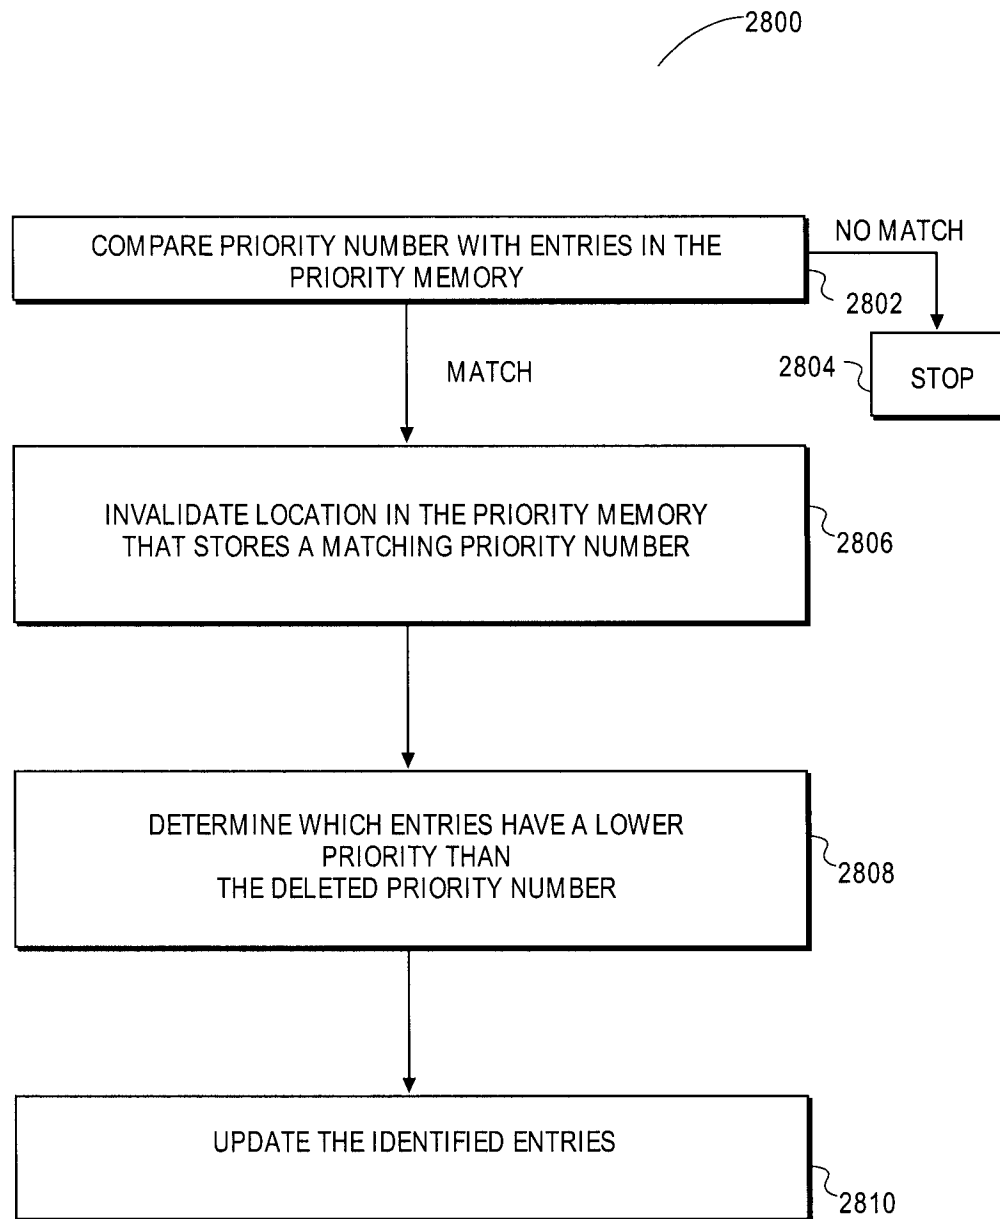 2800
COMPARE PRIORITY NUMBER WITH ENTRIES IN THE
PRIORITY MEMORY
NO MATCH
2802
2804
STOP
MATCH
INVALIDATE LOCATION IN THE PRIORITY MEMORY
THAT STORES A MATCHING PRIORITY NUMBER
2806
DETERMINE WHICH ENTRIES HAVE A LOWER
PRIORITY THAN
THE DELETED PRIORITY NUMBER
2808
UPDATE THE IDENTIFIED ENTRIES
2810